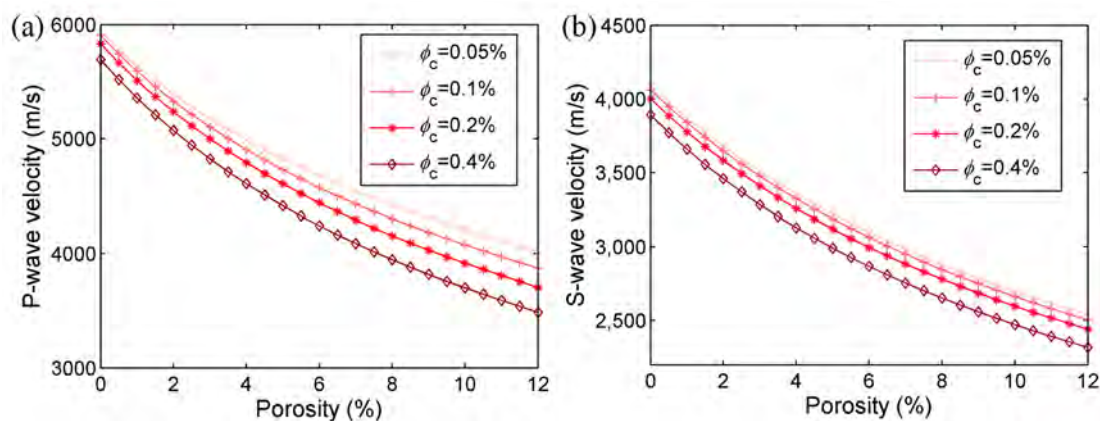 (a)
6000
5000
4000
3000
P-wave velocity (m/s)
ϕc=0.05%
ϕc=0.1%
ϕc=0.2%
ϕc=0.4%
0 2 4 6 8 10 12
Porosity (%)
(b)
4500
4,000
3,500
3,000
2,500
S-wave velocity (m/s)
ϕc=0.05%
ϕc=0.1%
ϕc=0.2%
ϕc=0.4%
0 2 4 6 8 10 12
Porosity (%)